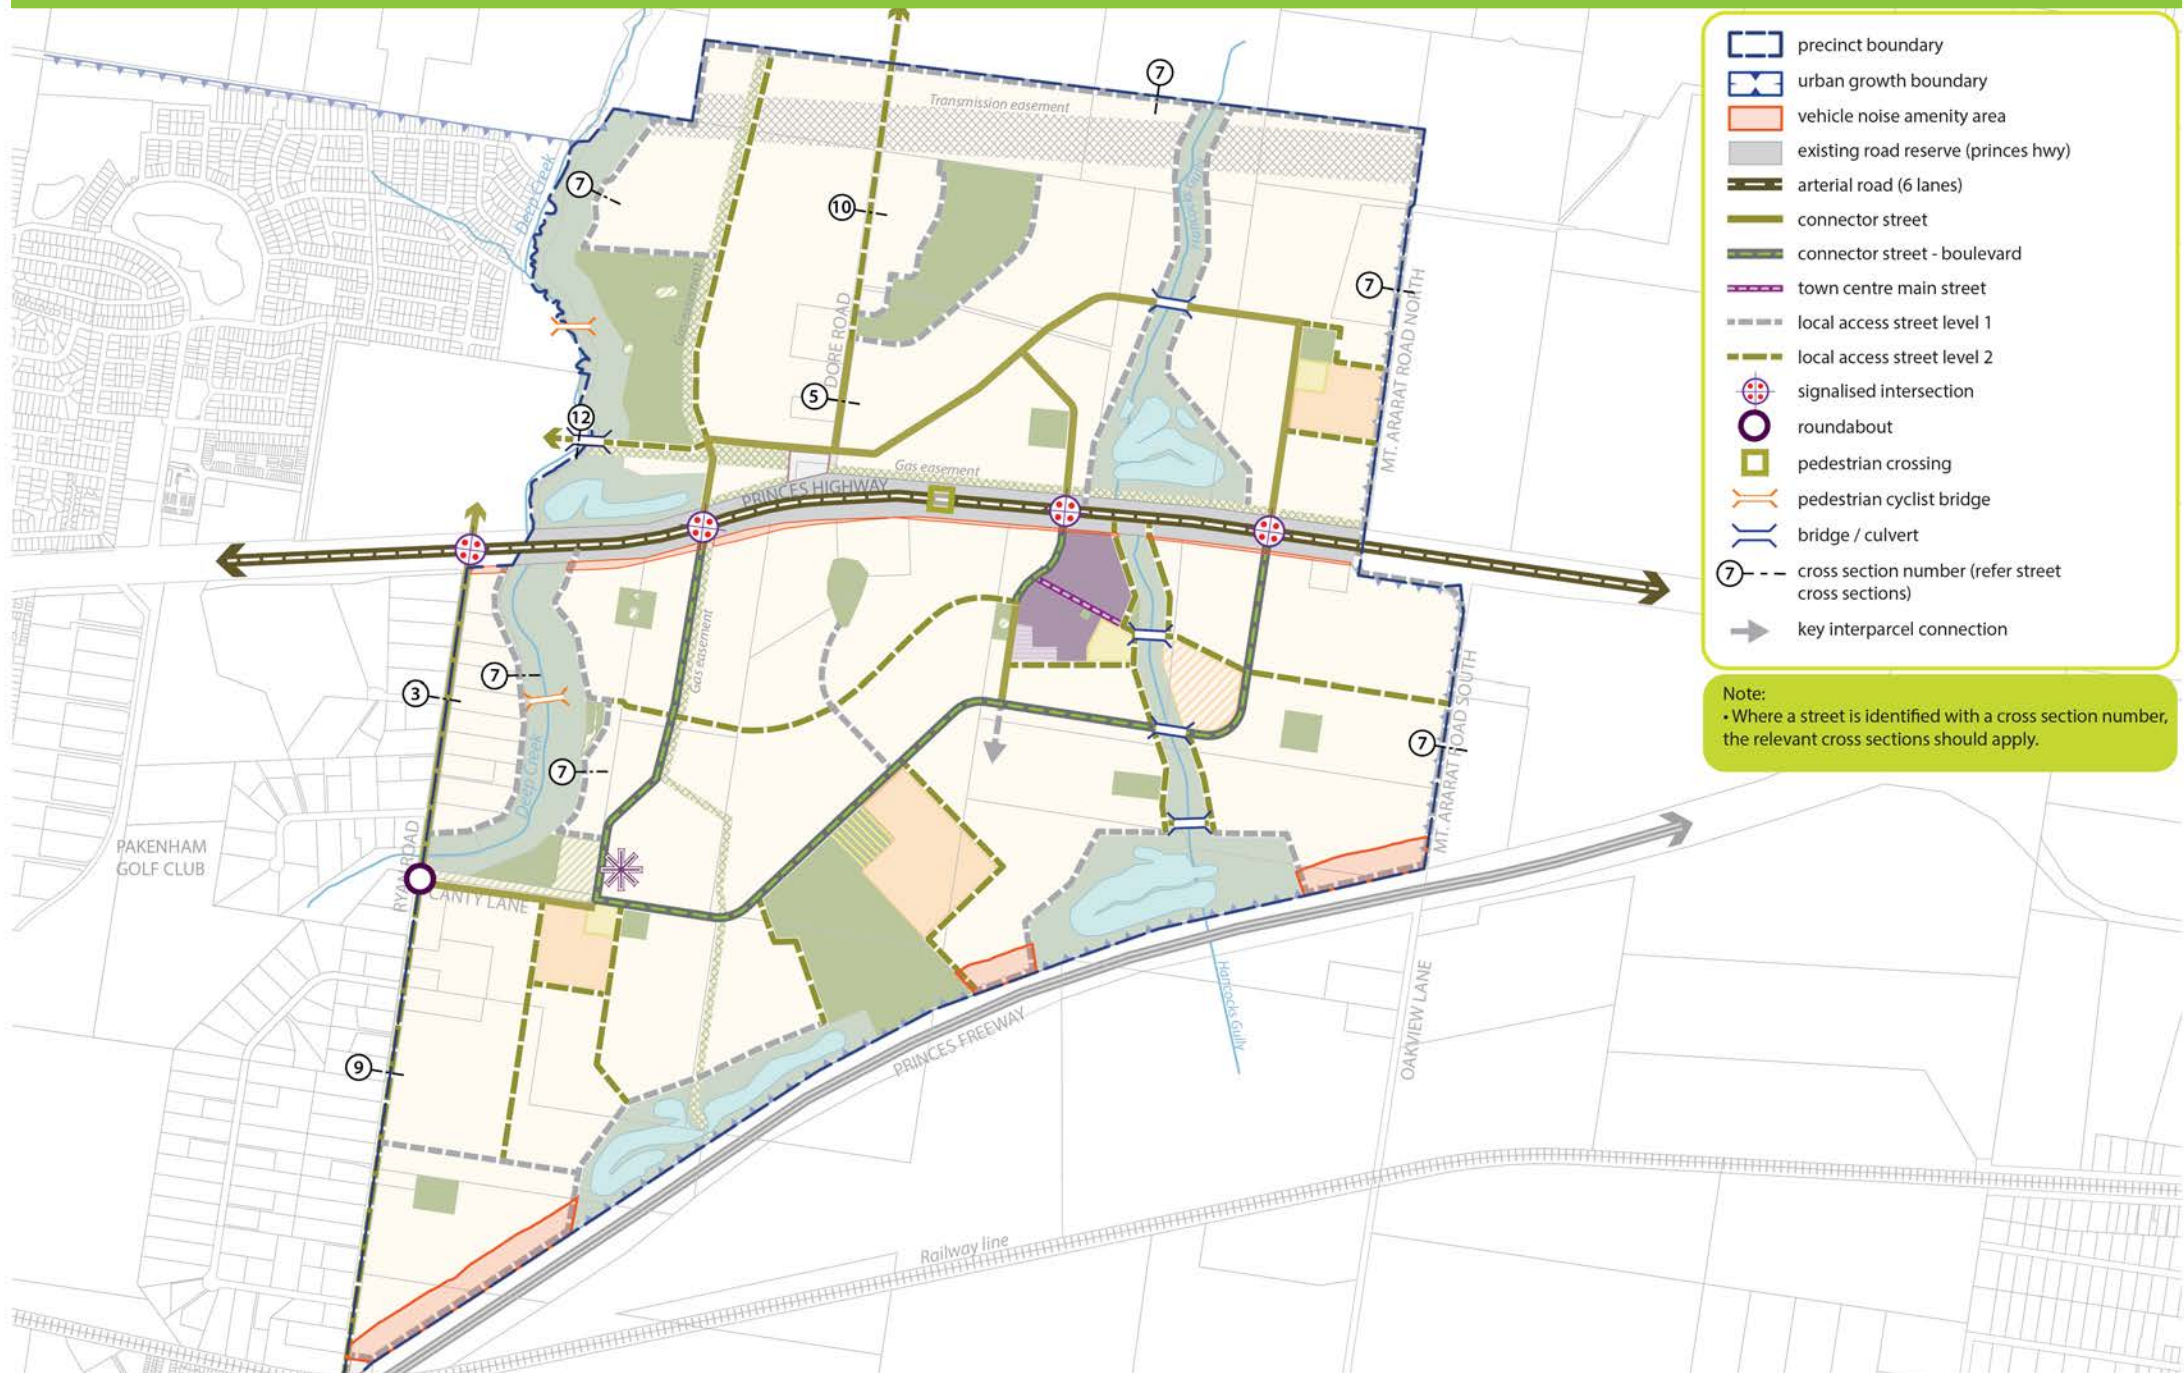 precinct boundary
urban growth boundary
vehicle noise amenity area
existing road reserve (princes hwy)
arterial road (6 lanes)
connector street
connector street - boulevard
town centre main street
local access street level 1
local access street level 2
signalised intersection
roundabout
pedestrian crossing
pedestrian cyclist bridge
bridge / culvert
7
cross section number (refer street
cross sections)
key interparcel connection
Note:
• Where a street is identified with a cross section number,
the relevant cross sections should apply.
7
Transmission easement
Deep Creek
7
10
7
Gas easement
DORE ROAD
MT. ARARAT ROAD NORTH
5
12
Gas easement
PRINCES HIGHWAY
Gas easement
7
3
7
MT. ARARAT ROAD SOUTH
Deep Creek
7
PAKENHAM
GOLF CLUB
RYAN ROAD
CANTY LANE
Hancocks Gully
OAKVIEW LANE
PRINCES FREEWAY
9
Railway line